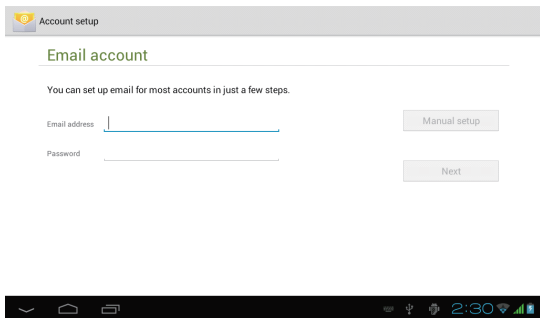 Account setup
Email account
You can set up email for most accounts in just a few steps.
Email address
Manual setup
Password
Next
2:30